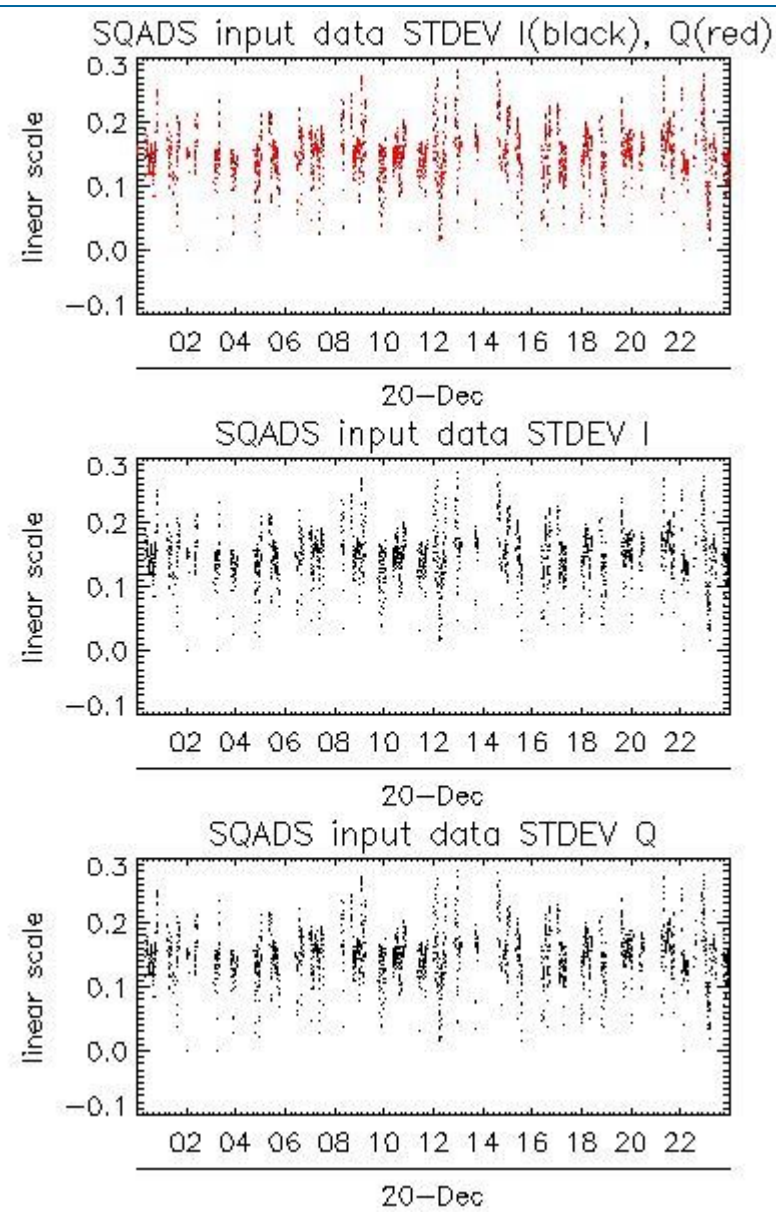 SQADS input data STDEV I(black), Q(red)
0.3
0.2
0.1
0.0
−0.1
linear scale
02 04 06 08 10 12 14 16 18 20 22
20−Dec
SQADS input data STDEV I
0.3
0.2
0.1
0.0
−0.1
linear scale
02 04 06 08 10 12 14 16 18 20 22
20−Dec
SQADS input data STDEV Q
0.3
0.2
0.1
0.0
−0.1
linear scale
02 04 06 08 10 12 14 16 18 20 22
20−Dec